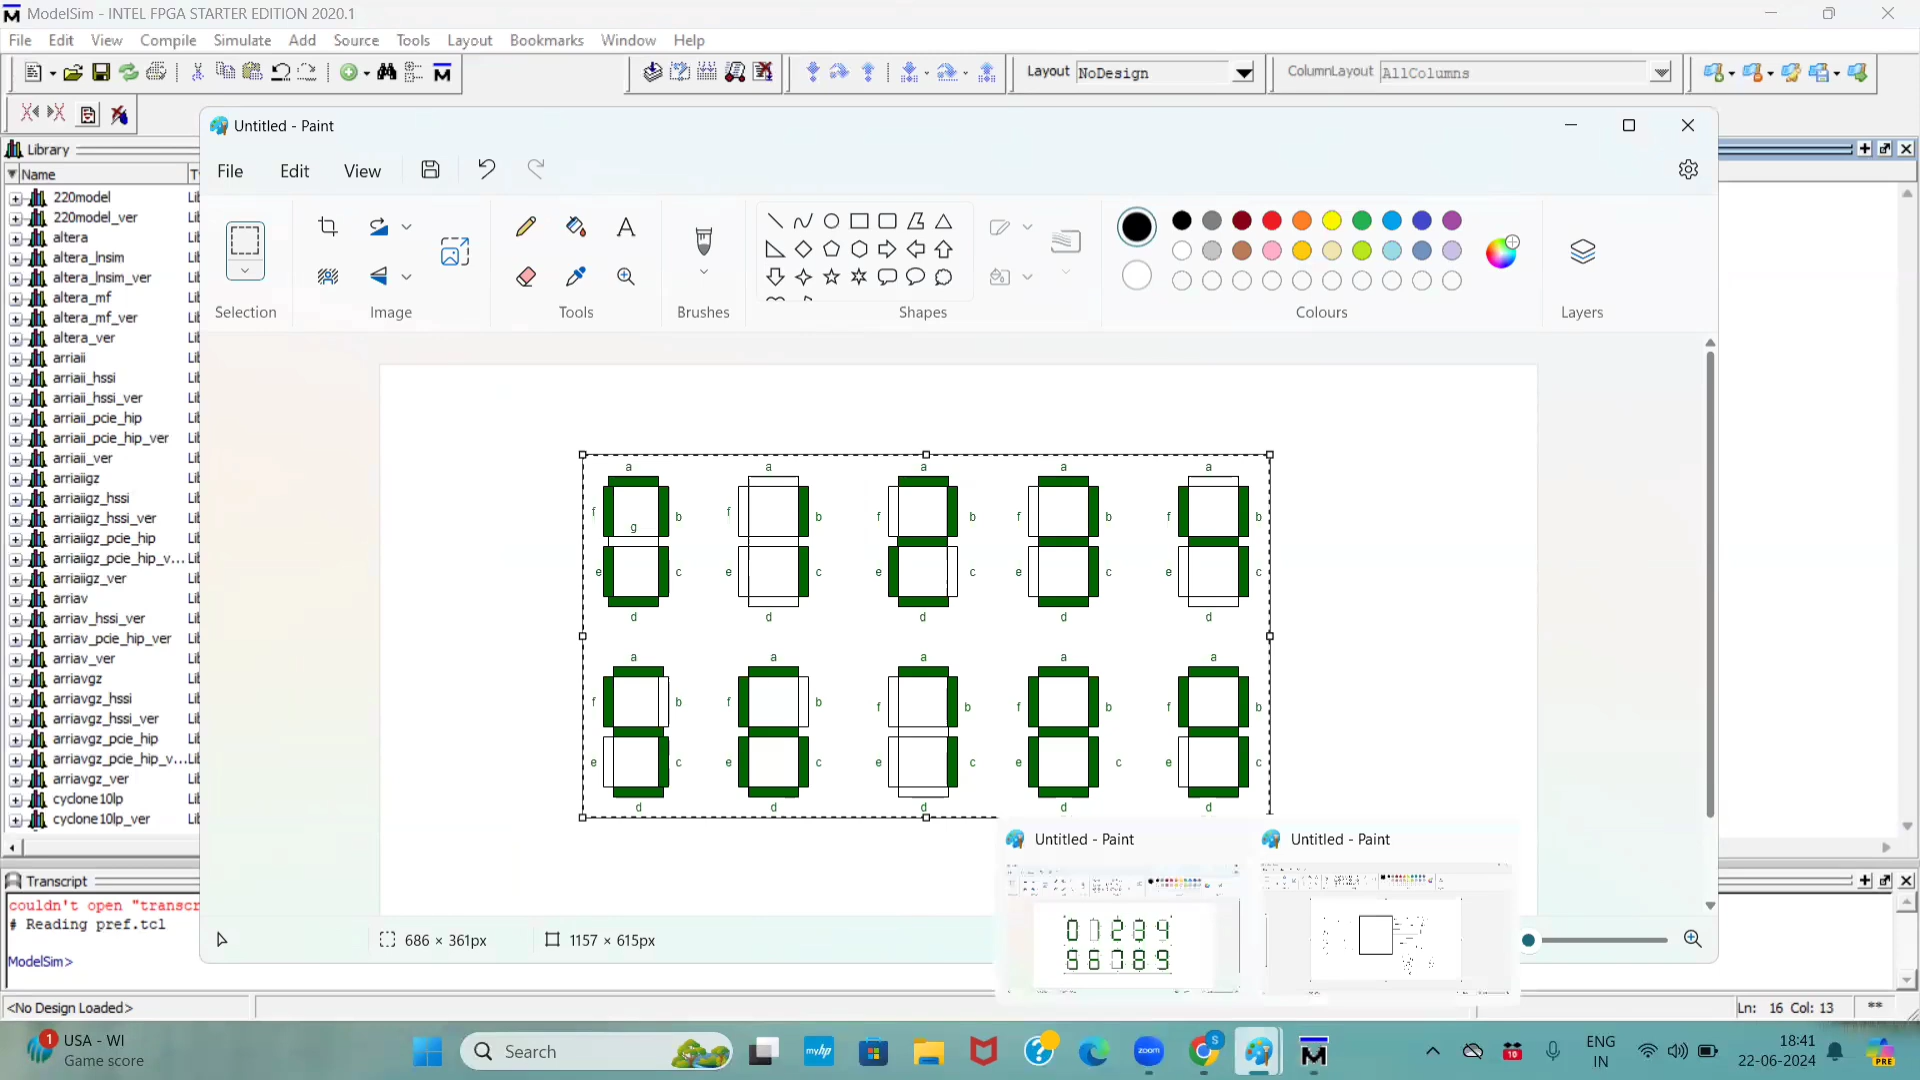 ModelSim - INTEL FPGA STARTER EDITION 2020.1
File Edit View Compile Simulate Add Source Tools Layout Bookmarks Window Help
Layout NoDesign
ColumnLayout AllColumns
Library
Name
220model
220model_ver
altera
altera_lnsim
altera_lnsim_ver
altera_mf
altera_mf_ver
altera_ver
arriaii
arriaii_hssi
arriaii_hssi_ver
arriaii_pcie_hip
arriaii_pcie_hip_ver
arriaii_ver
arriaiigz
arriaiigz_hssi
arriaiigz_hssi_ver
arriaiigz_pcie_hip
arriaiigz_pcie_hip_v...
arriaiigz_ver
arriav
arriav_hssi_ver
arriav_pcie_hip_ver
arriav_ver
arriavgz
arriavgz_hssi
arriavgz_hssi_ver
arriavgz_pcie_hip
arriavgz_pcie_hip_v...
arriavgz_ver
cyclone10lp
cyclone10lp_ver
Untitled - Paint
File Edit View
Selection Image Tools Brushes Shapes Colours Layers
a a a a a
f b f b f b f b f b
g
e c e c e c e c e c
d d d d d
a a a a a
f b f b f b f b f b
e c e c e c e c e c
d d d d d
686 × 361px 1157 × 615px
Untitled - Paint
Untitled - Paint
Transcript
couldn't open "transcr
# Reading pref.tcl
ModelSim>
<No Design Loaded>
Ln: 16 Col: 13
USA - WI
Game score
Search
zoom
ENG
IN
18:41
22-06-2024
PRE